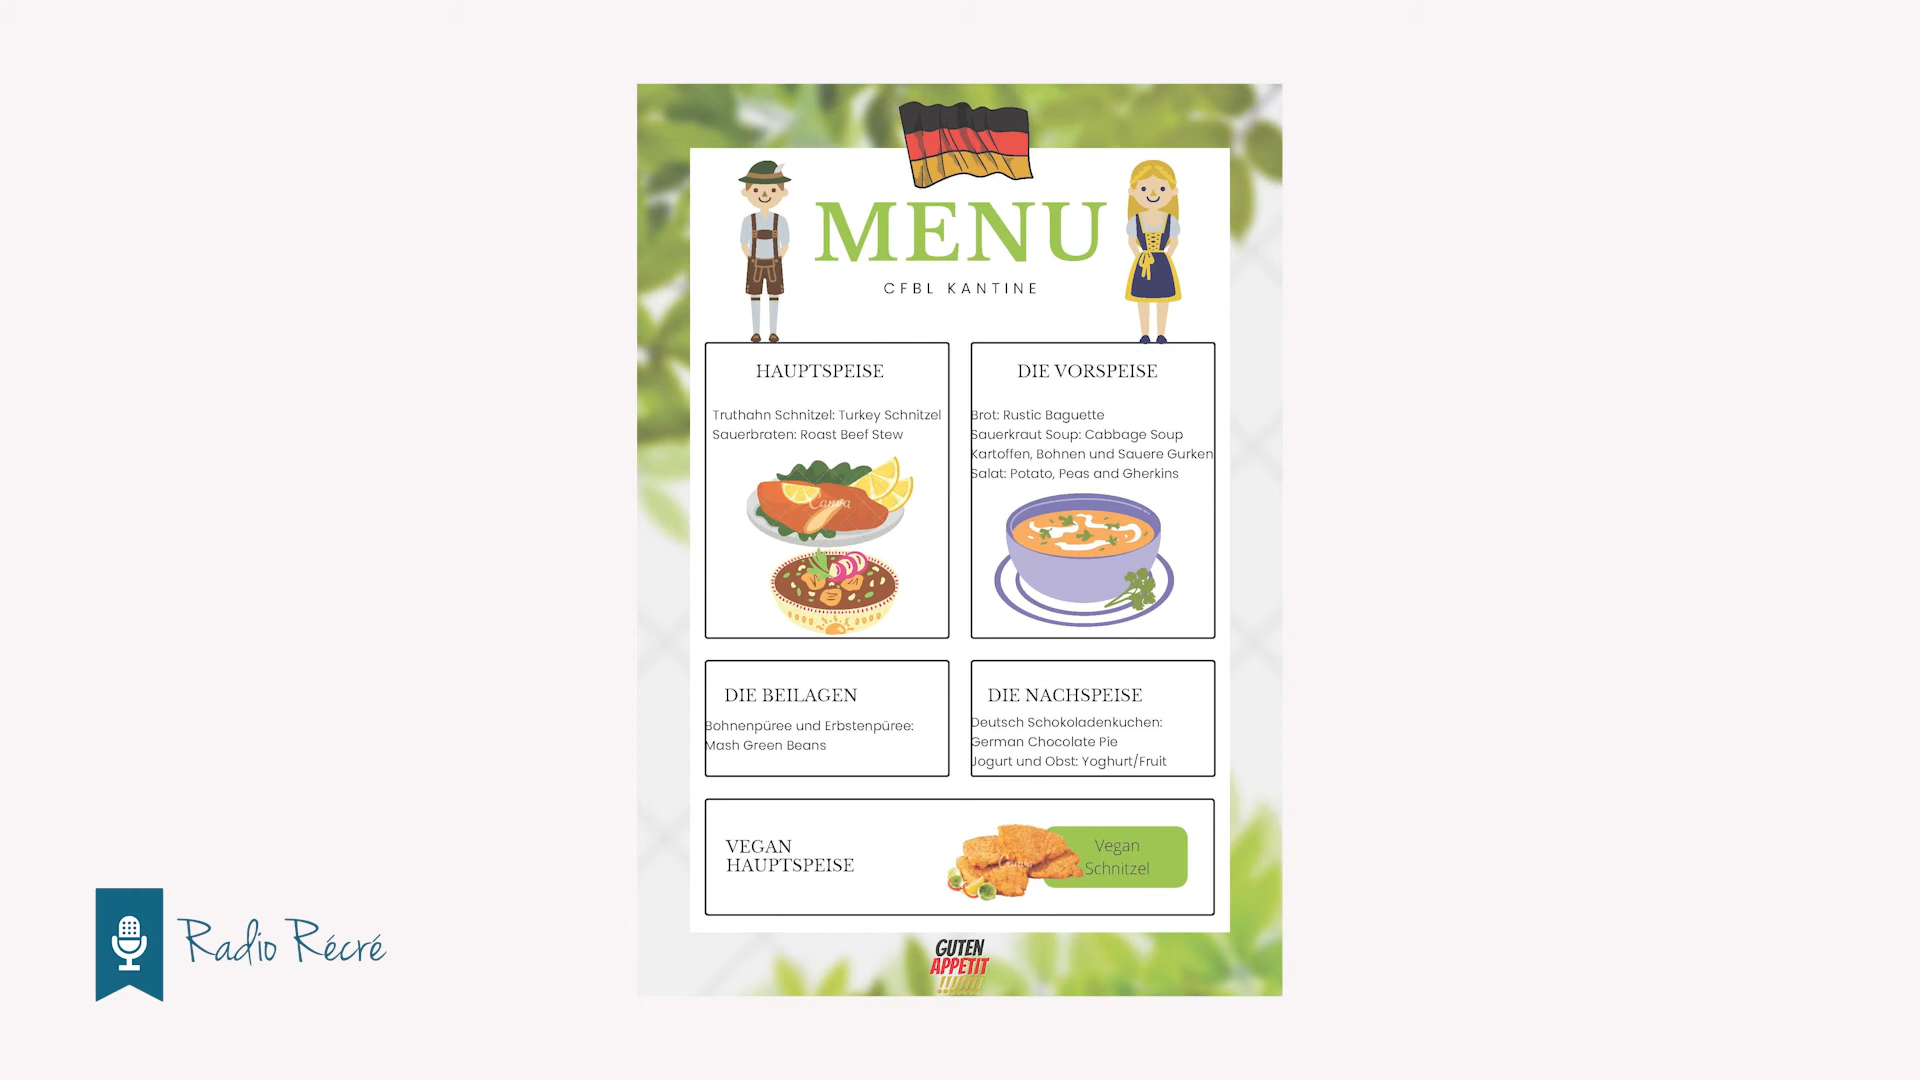 MENU
CFBL KANTINE
HAUPTSPEISE
Truthahn Schnitzel: Turkey Schnitzel
Sauerbraten: Roast Beef Stew
Canva
DIE VORSPEISE
Brot: Rustic Baguette
Sauerkraut Soup: Cabbage Soup
Kartoffen, Bohnen und Sauere Gurken
Salat: Potato, Peas and Gherkins
DIE BEILAGEN
Bohnenpüree und Erbstenpüree:
Mash Green Beans
DIE NACHSPEISE
Deutsch Schokoladenkuchen:
German Chocolate Pie
Jogurt und Obst: Yoghurt/Fruit
VEGAN
HAUPTSPEISE
Canva
Vegan
Schnitzel
GUTEN
APPETIT
!!!!!!!
Radio Récré